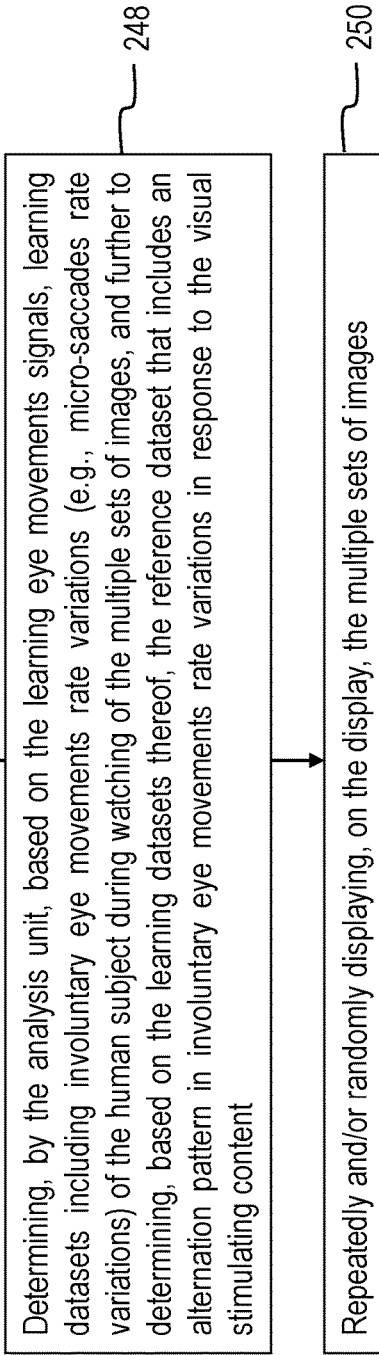 Determining, by the analysis unit, based on the learning eye movements signals, learning
datasets including involuntary eye movements rate variations (e.g., micro-saccades rate
variations) of the human subject during watching of the multiple sets of images, and further to
determining, based on the learning datasets thereof, the reference dataset that includes an
alternation pattern in involuntary eye movements rate variations in response to the visual
stimulating content
248
Repeatedly and/or randomly displaying, on the display, the multiple sets of images
250